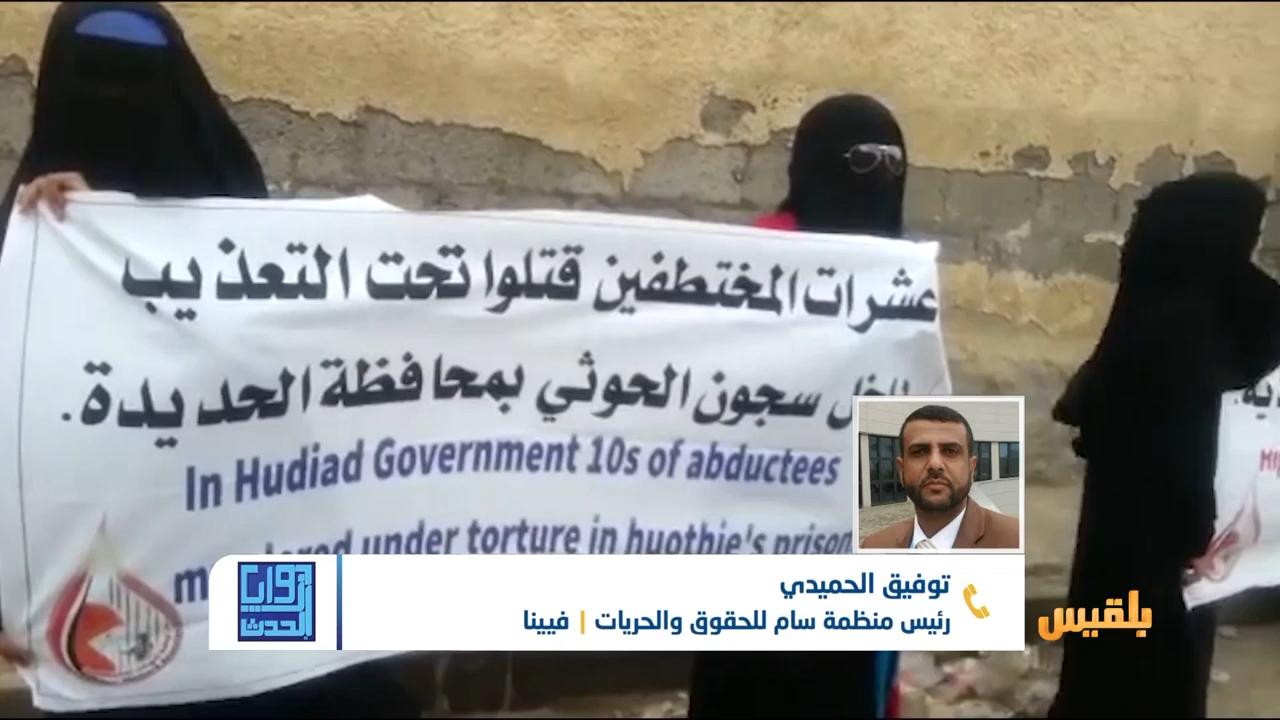 عشرات المختطفين قتلوا تحت التعذيب
سجون الحوثي بمحافظة الحديدة.
In Hudiad Government 10s of abductees
under torture in huothie's prison
توفيق الحميدي
رئيس منظمة سام للحقوق والحريات | فيينا
زوايا الحدث
بلقيس